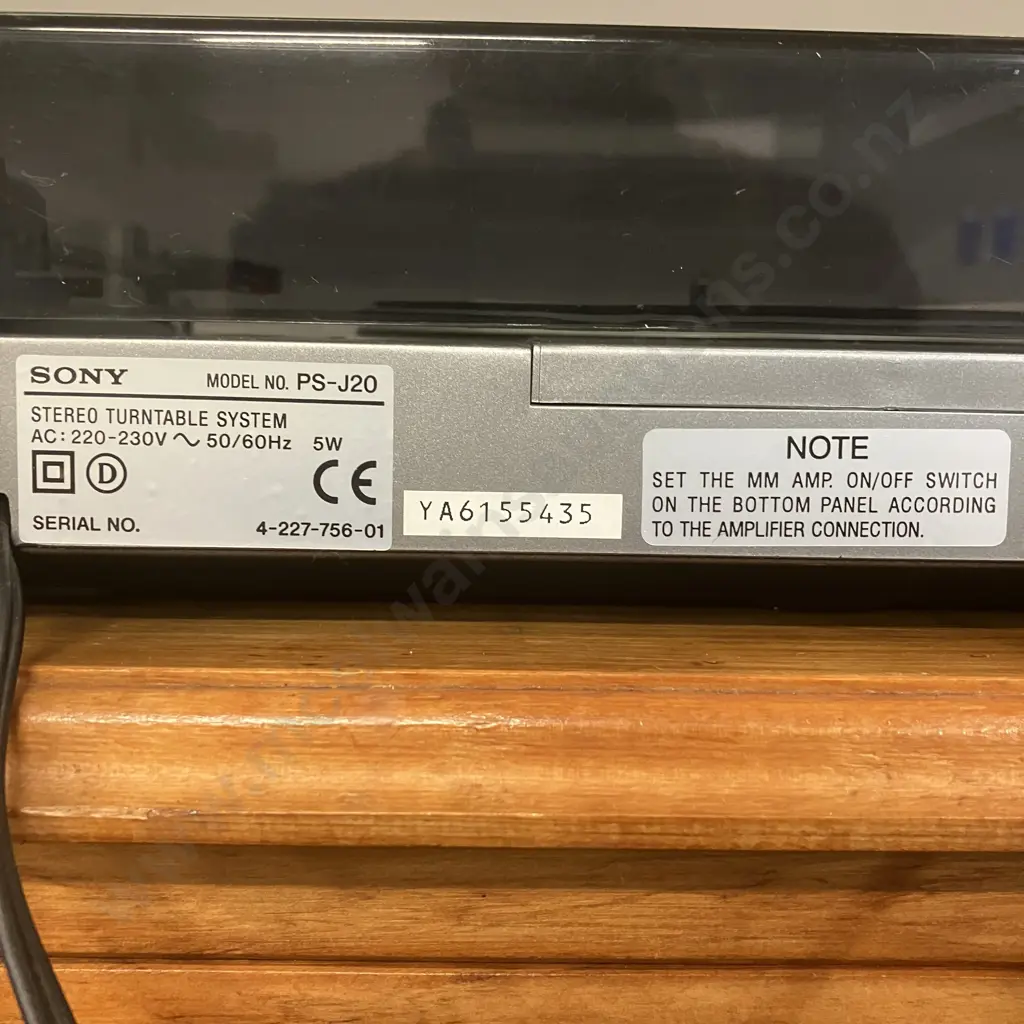 SONY MODEL NO. PS-J20
STEREO TURNTABLE SYSTEM
AC: 220-230V ~ 50/60Hz 5W
D CE
SERIAL NO. 4-227-756-01
YA6155435
NOTE
SET THE MM AMP. ON/OFF SWITCH
ON THE BOTTOM PANEL ACCORDING
TO THE AMPLIFIER CONNECTION.